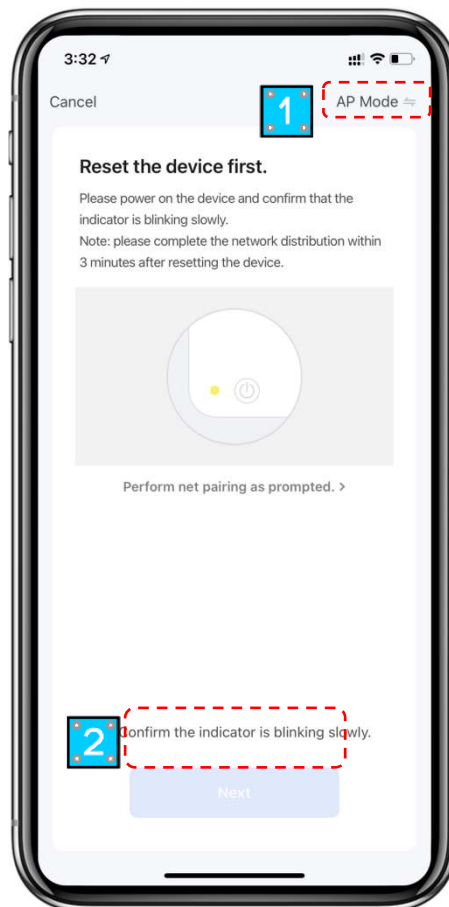 3:32
Cancel
1
AP Mode
Reset the device first.
Please power on the device and confirm that the
indicator is blinking slowly.
Note: please complete the network distribution within
3 minutes after resetting the device.
Perform net pairing as prompted. >
2
Confirm the indicator is blinking slowly.
Next